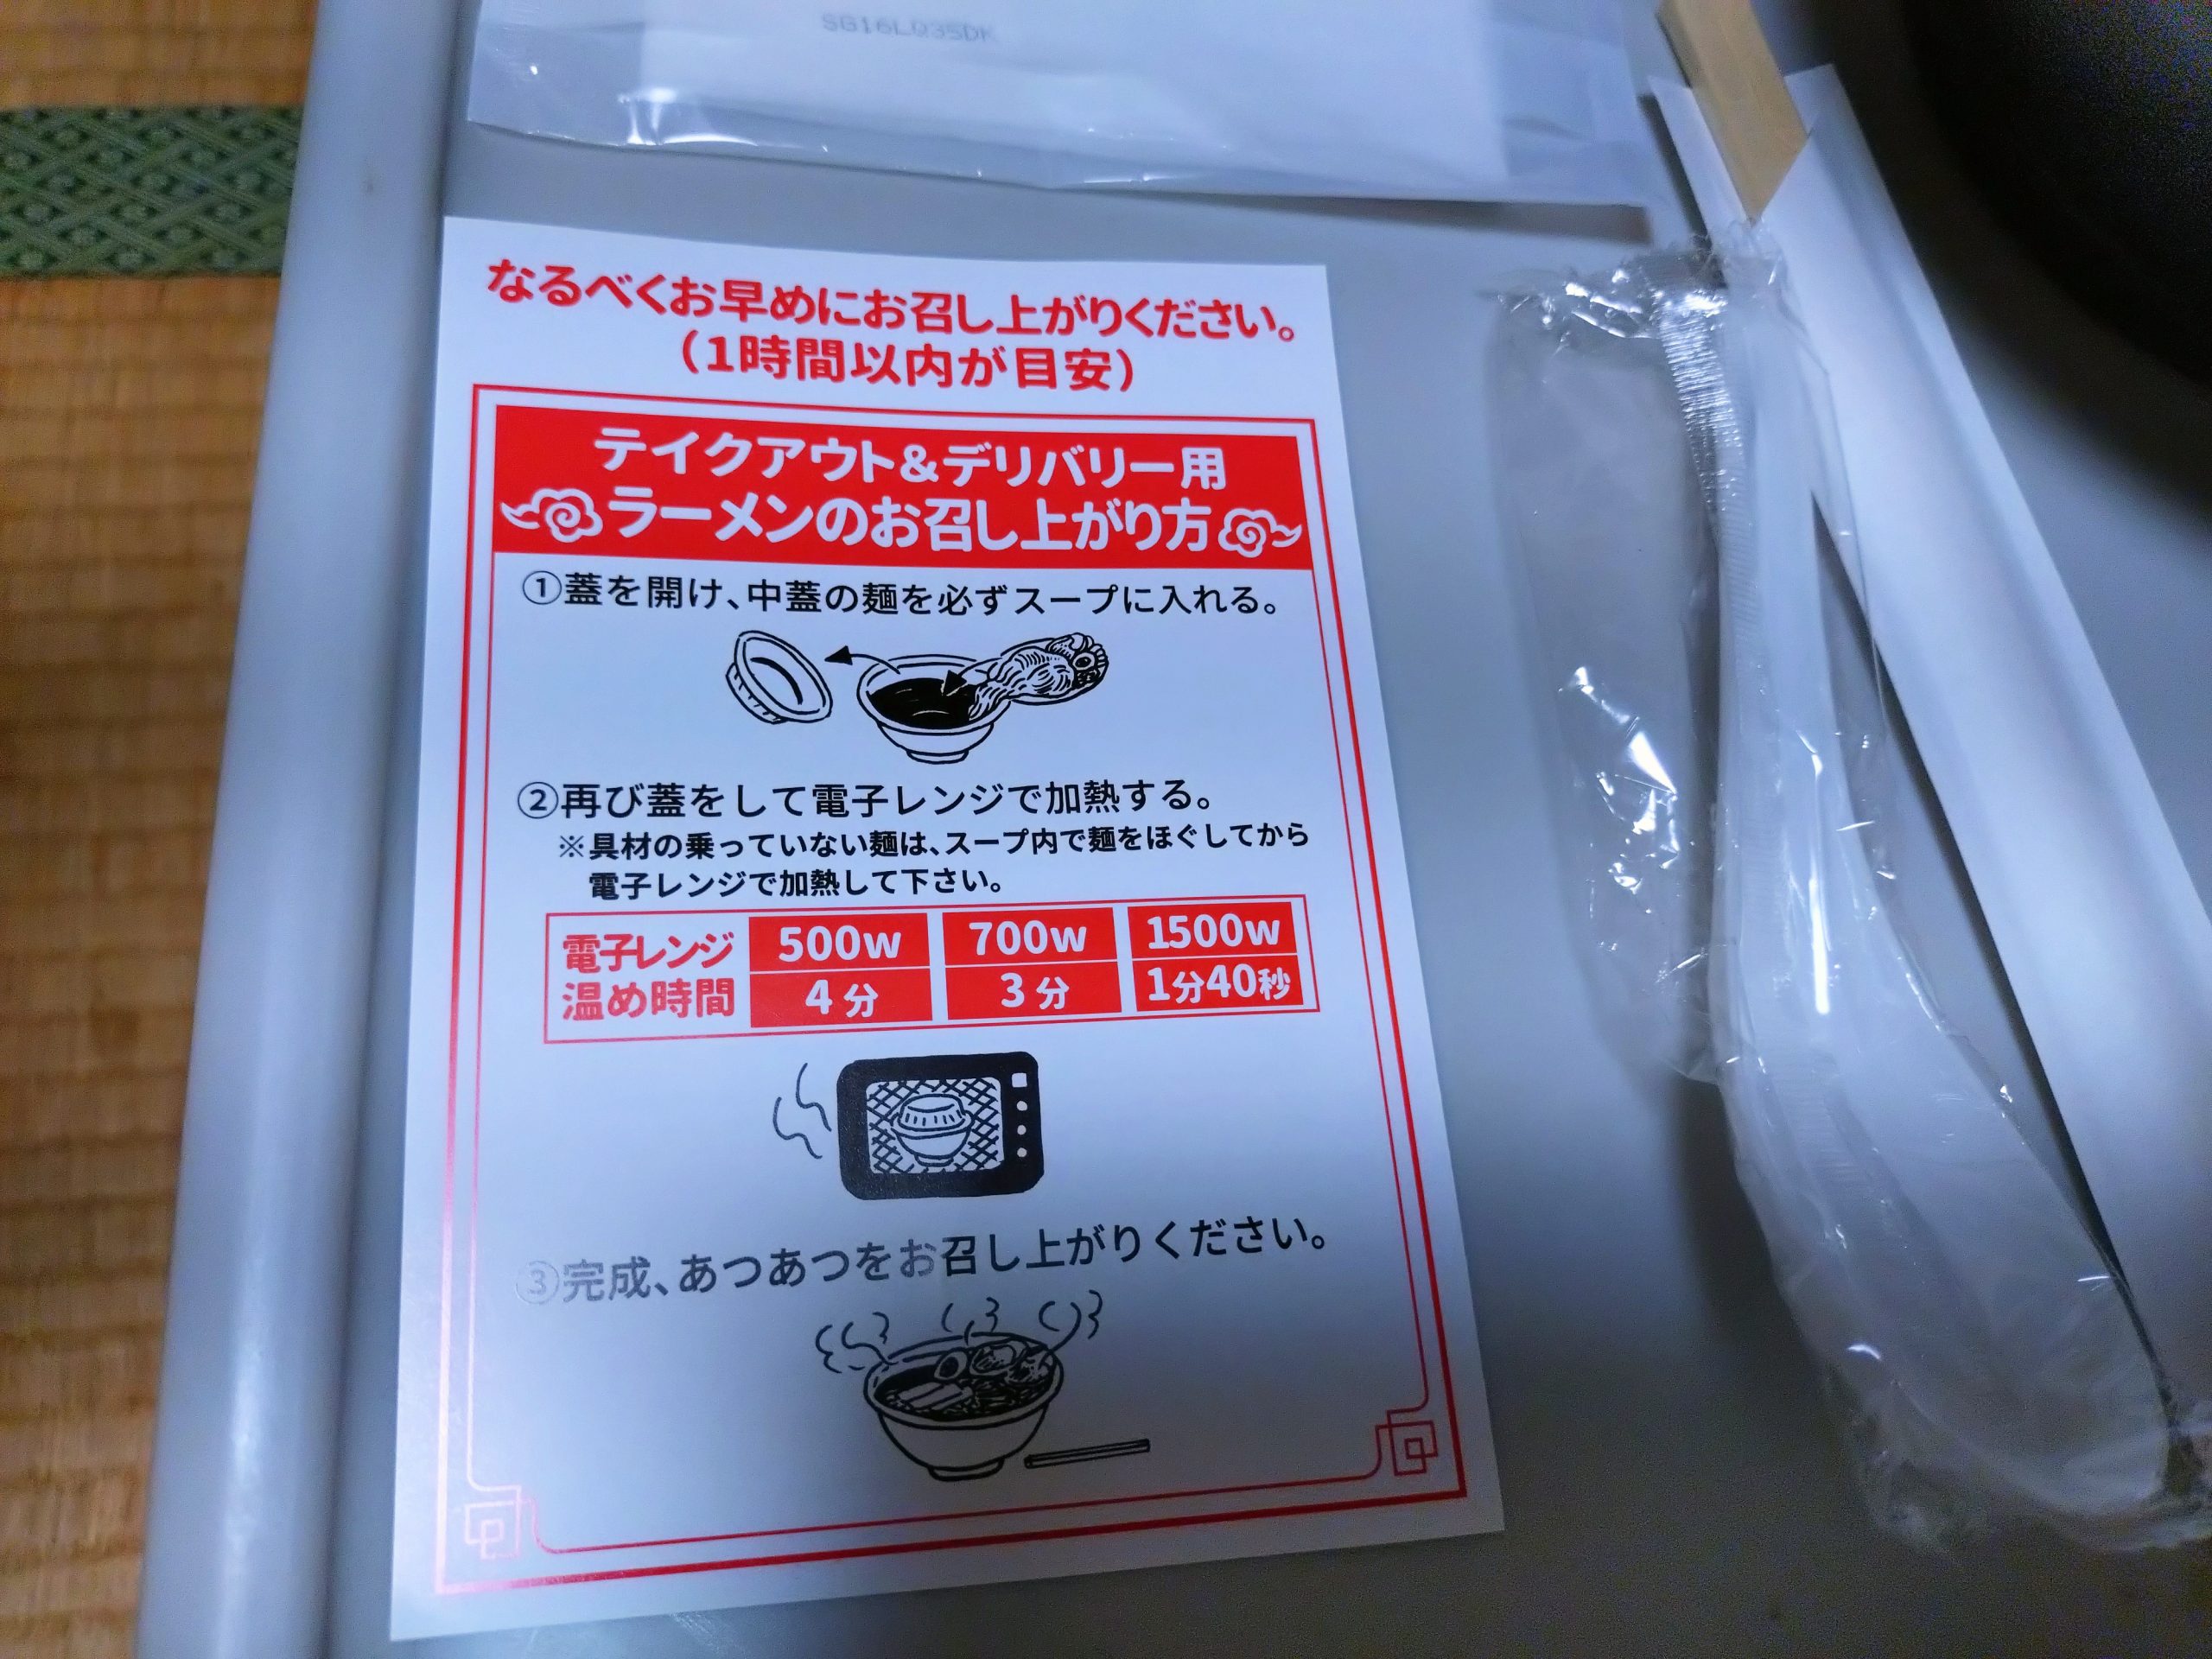 SG16LQ35DK
なるべくお早めにお召し上がりください。
（1時間以内が目安）
テイクアウト&デリバリー用
ラーメンのお召し上がり方
①蓋を開け、中蓋の麺を必ずスープに入れる。
②再び蓋をして電子レンジで加熱する。
※具材の乗っていない麺は、スープ内で麺をほぐしてから
電子レンジで加熱して下さい。
電子レンジ 500w 700w 1500w
温め時間 4分 3分 1分40秒
③完成、あつあつをお召し上がりください。